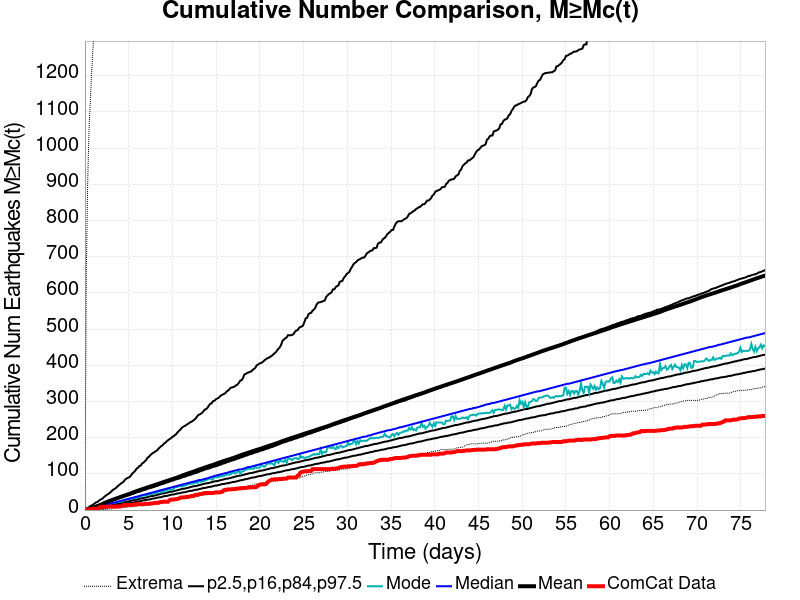 Cumulative Number Comparison, M≥Mc(t)
Cumulative Num Earthquakes M≥Mc(t)
1200
1100
1000
900
800
700
600
500
400
300
200
100
0
0 5 10 15 20 25 30 35 40 45 50 55 60 65 70 75
Time (days)
Extrema p2.5,p16,p84,p97.5 Mode Median Mean ComCat Data